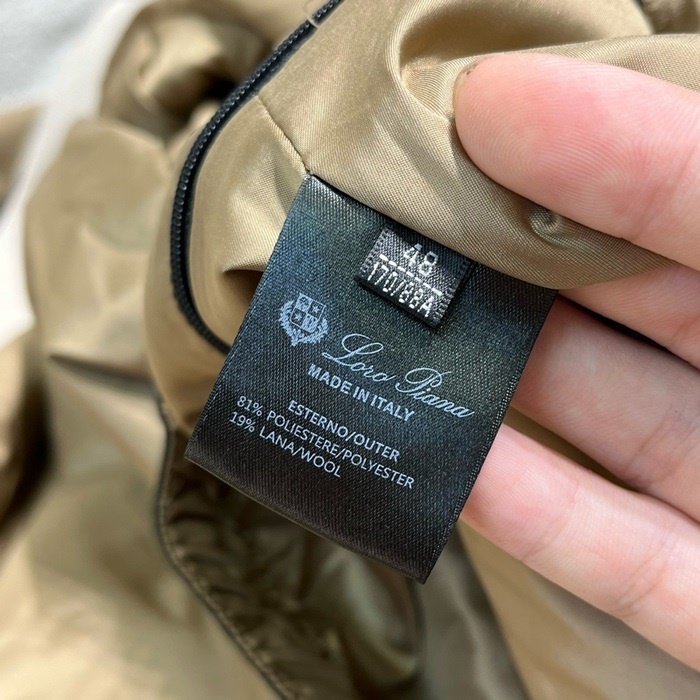 48
170/88A
Loro Piana
MADE IN ITALY
ESTERNO/OUTER
81% POLIESTERE/POLYESTER
19% LANA/WOOL